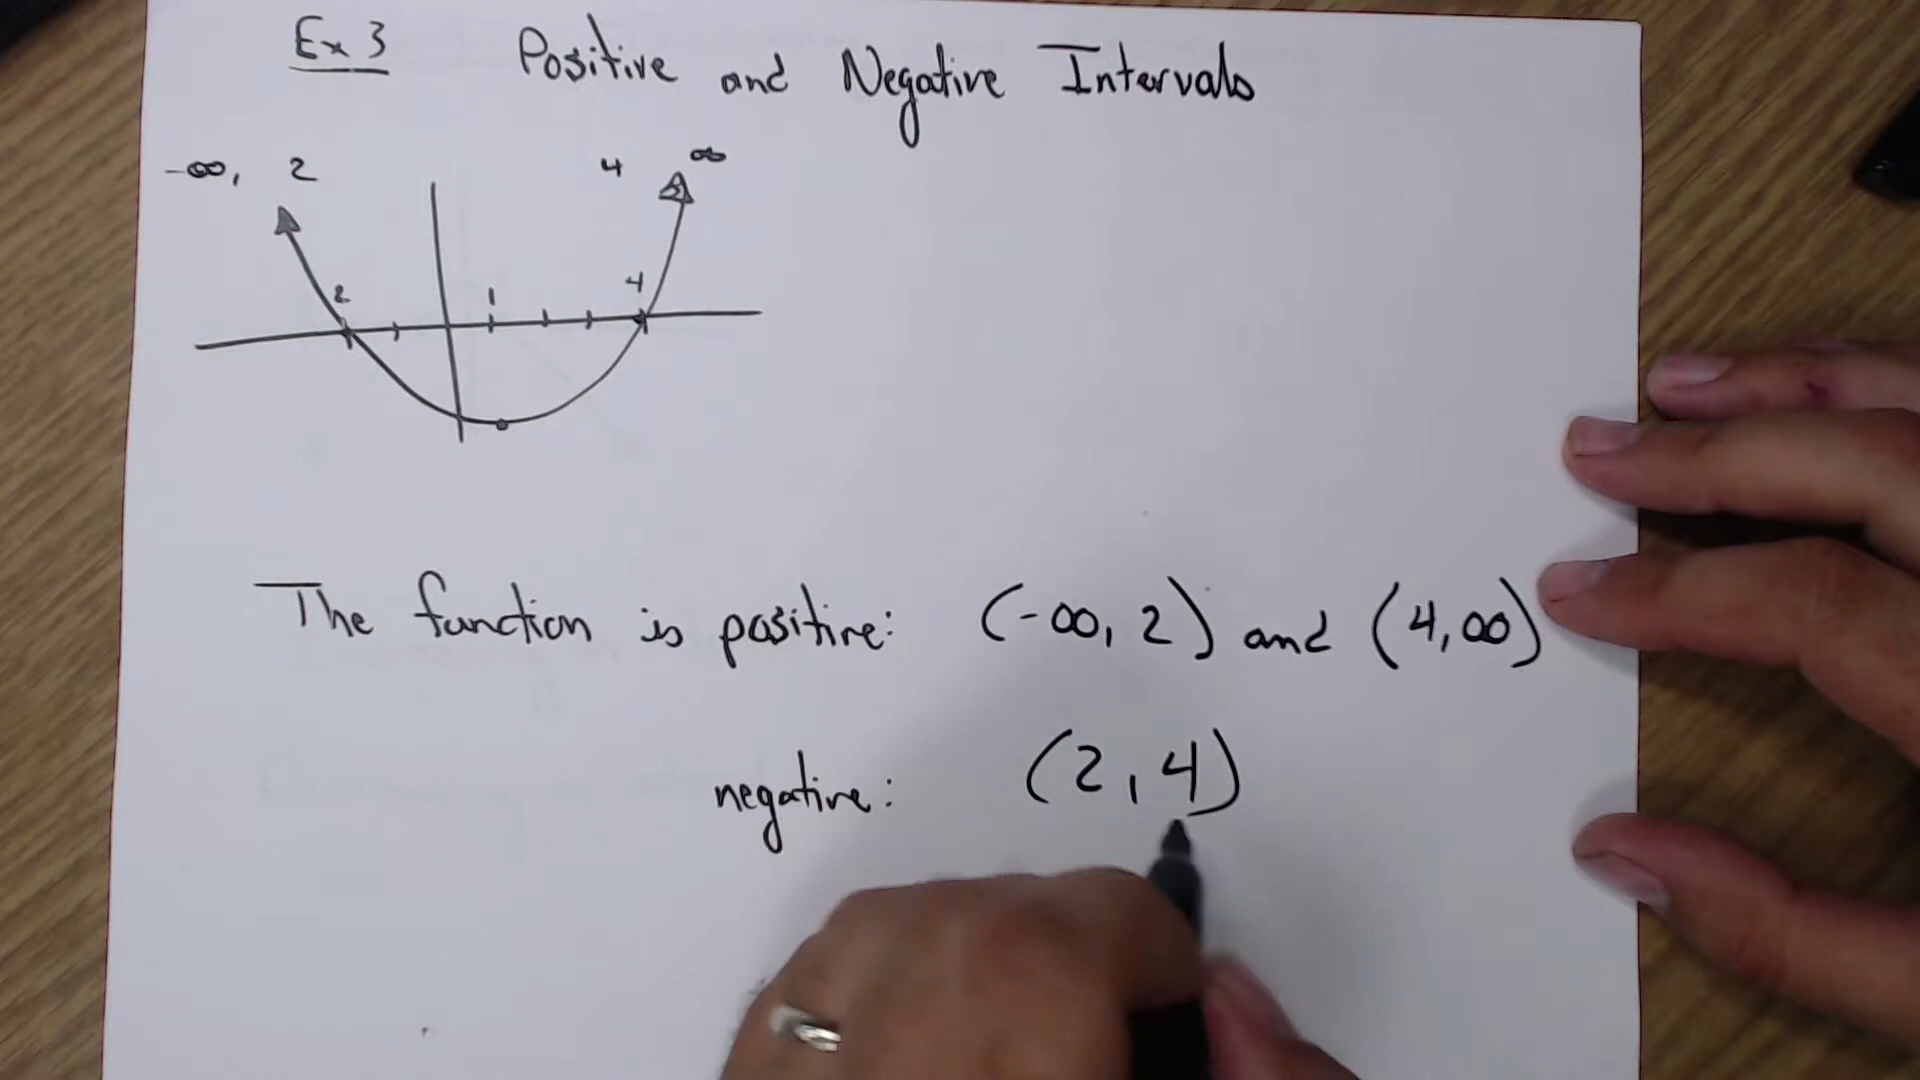 Ex 3 Positive and Negative Intervals
-∞, 2 4 ∞
2 1 4
The function is positive: (-∞, 2) and (4, ∞)
negative: (2, 4)